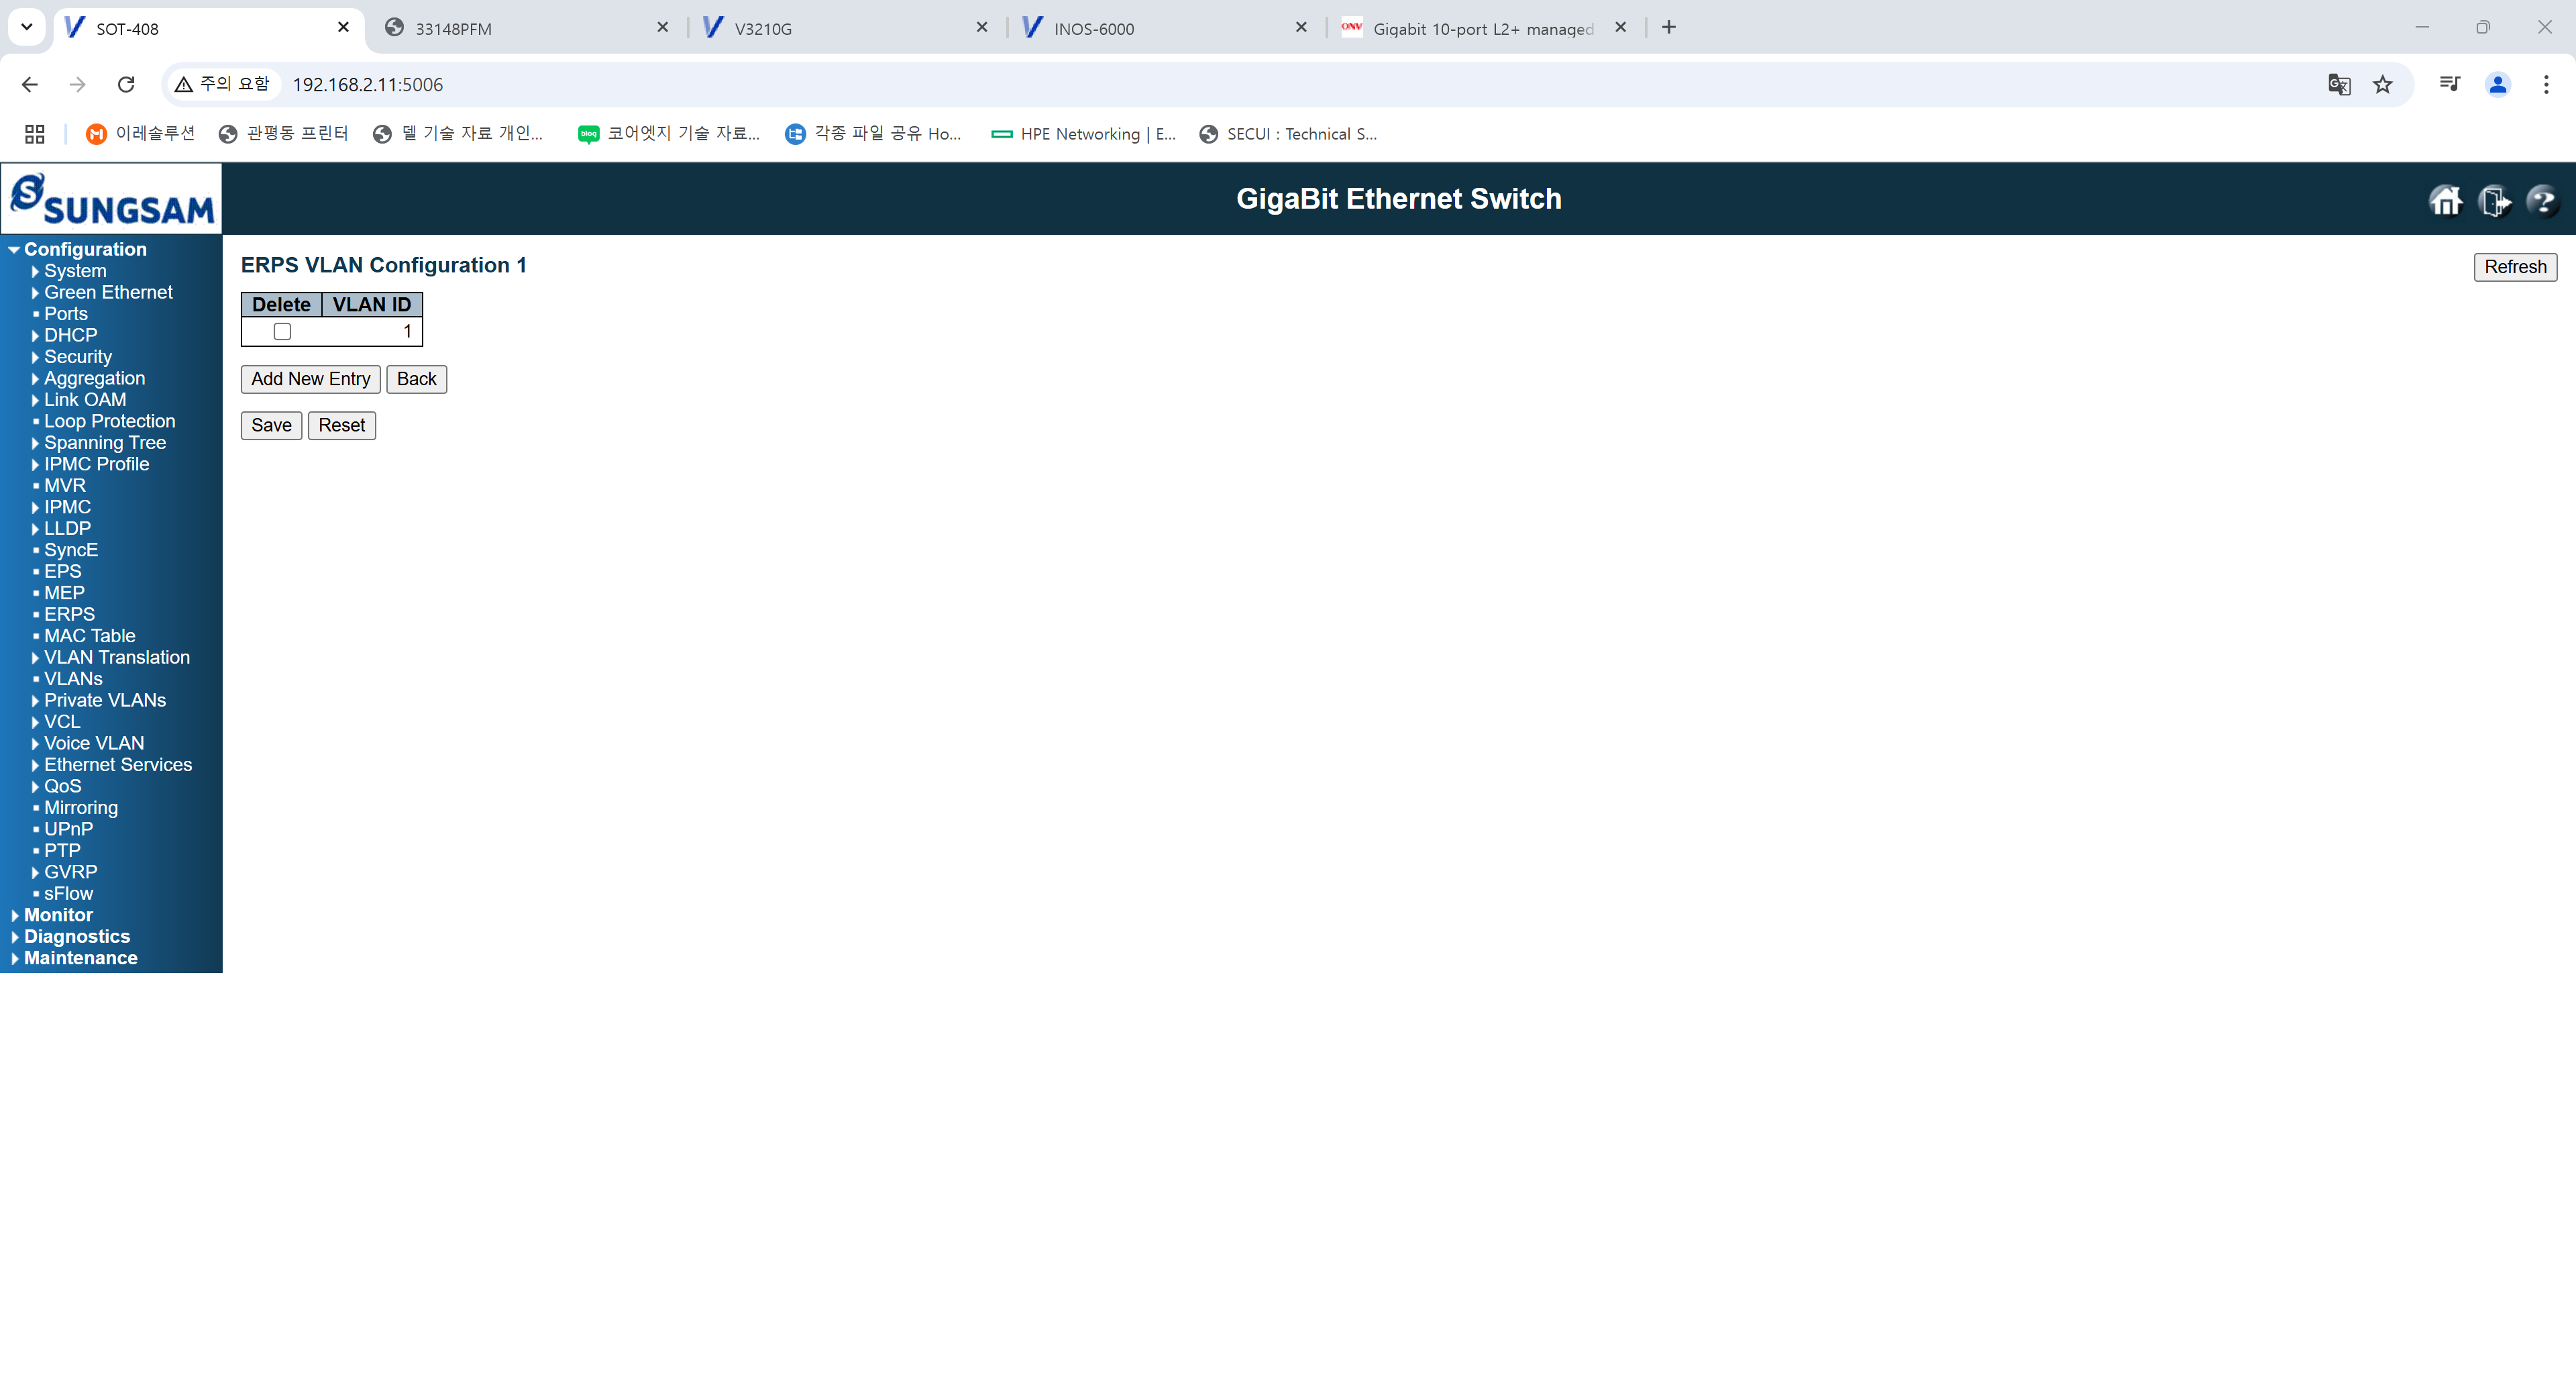 SOT-408
33148PFM
V3210G
INOS-6000
ONV Gigabit 10-port L2+ managed
주의 요함 192.168.2.11:5006
이레솔루션
관평동 프린터
델 기술 자료 개인...
blog 코어엣지 기술 자료...
각종 파일 공유 Ho...
HPE Networking | E...
SECUI : Technical S...
SUNGSAM
GigaBit Ethernet Switch
Configuration
System
Green Ethernet
Ports
DHCP
Security
Aggregation
Link OAM
Loop Protection
Spanning Tree
IPMC Profile
MVR
IPMC
LLDP
SyncE
EPS
MEP
ERPS
MAC Table
VLAN Translation
VLANs
Private VLANs
VCL
Voice VLAN
Ethernet Services
QoS
Mirroring
UPnP
PTP
GVRP
sFlow
Monitor
Diagnostics
Maintenance
ERPS VLAN Configuration 1
Refresh
Delete VLAN ID
1
Add New Entry Back
Save Reset